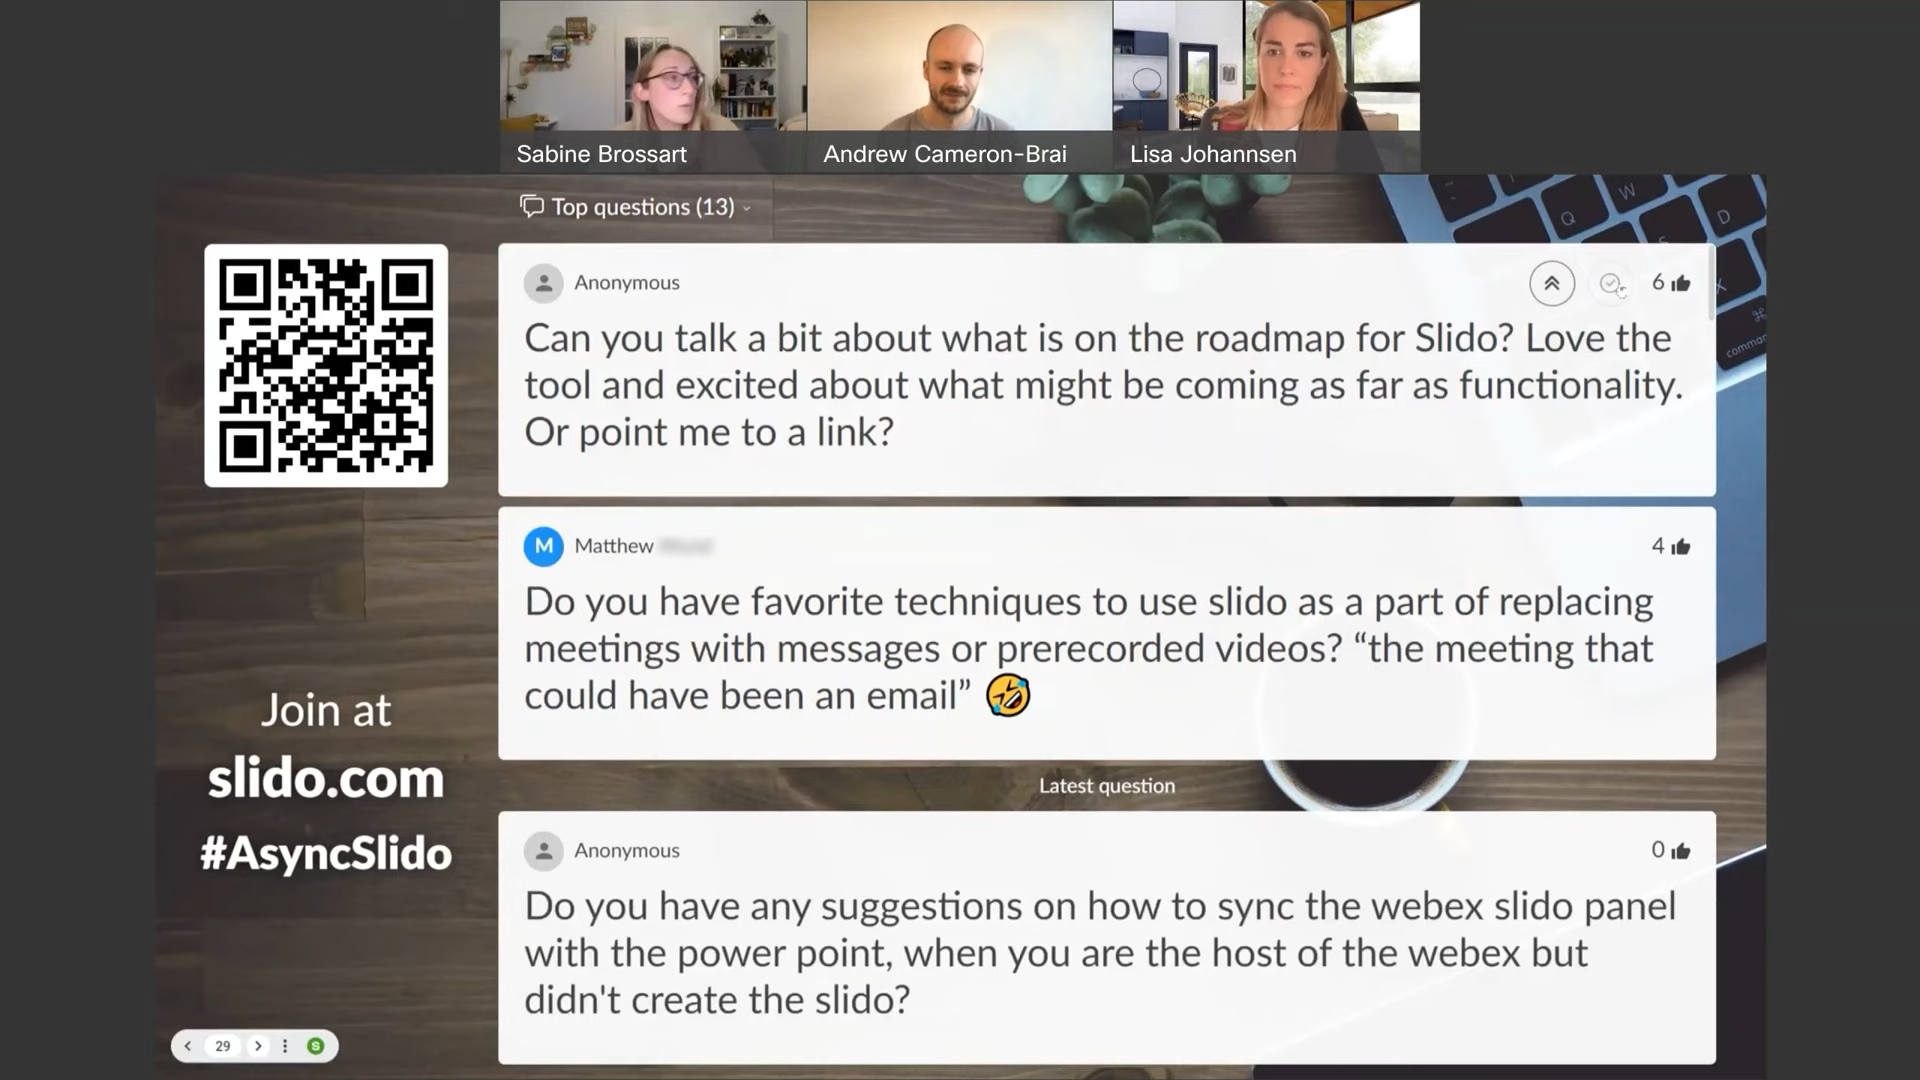 Sabine Brossart
Andrew Cameron-Brai
Lisa Johannsen
Top questions (13)
Anonymous
6
Can you talk a bit about what is on the roadmap for Slido? Love the
tool and excited about what might be coming as far as functionality.
Or point me to a link?
M
Matthew
4
Do you have favorite techniques to use slido as a part of replacing
meetings with messages or prerecorded videos? “the meeting that
could have been an email” 🤣
Latest question
Anonymous
0
Do you have any suggestions on how to sync the webex slido panel
with the power point, when you are the host of the webex but
didn't create the slido?
Join at
slido.com
#AsyncSlido
29
S
Q
W
D
X